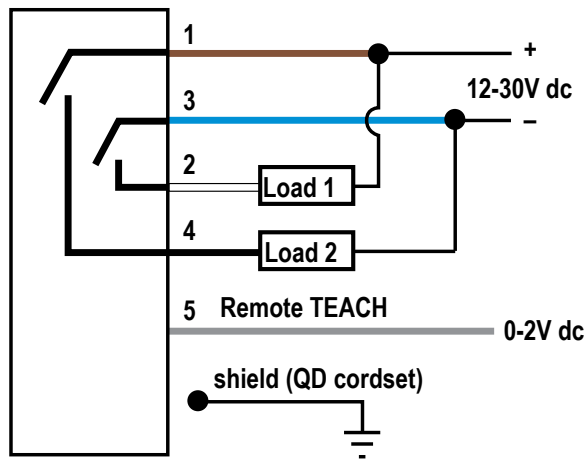 1
+
12-30V dc
3
–
2
Load 1
4
Load 2
5 Remote TEACH
0-2V dc
shield (QD cordset)